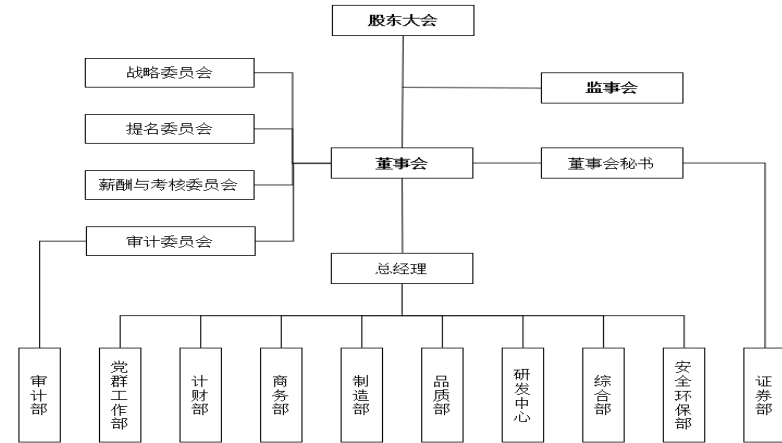 股东大会
战略委员会
监事会
提名委员会
董事会
董事会秘书
薪酬与考核委员会
审计委员会
总经理
审计部
党群工作部
计财部
商务部
制造部
品质部
研发中心
综合部
安全环保部
证券部